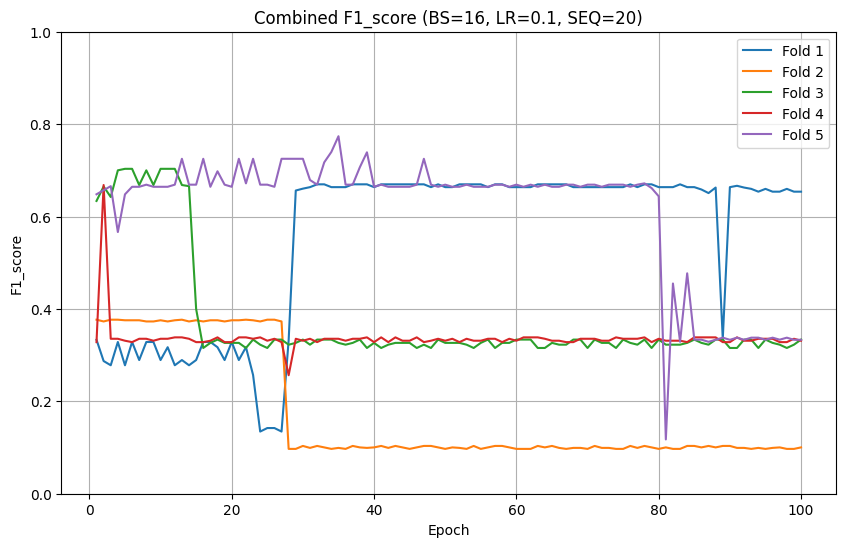 Combined F1_score (BS=16, LR=0.1, SEQ=20)
1.0
0.8
0.6
0.4
0.2
0.0
F1_score
0 20 40 60 80 100
Epoch
Fold 1
Fold 2
Fold 3
Fold 4
Fold 5